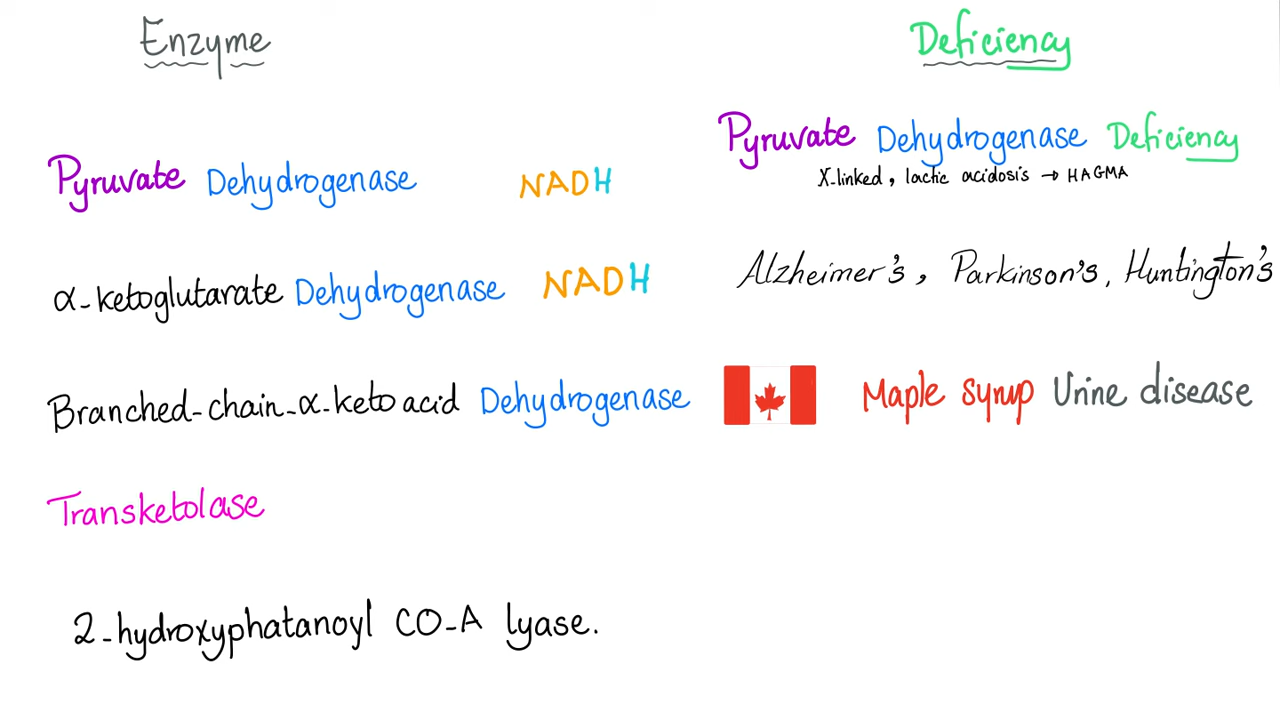 Enzyme Deficiency
Pyruvate Dehydrogenase Deficiency
X-linked, lactic acidosis → HAGMA
Pyruvate Dehydrogenase NADH
α-ketoglutarate Dehydrogenase NADH
Alzheimer's, Parkinson's, Huntington's
Branched-chain-α-keto acid Dehydrogenase
Maple syrup Urine disease
Transketolase
2-hydroxyphatanoyl CO-A lyase.